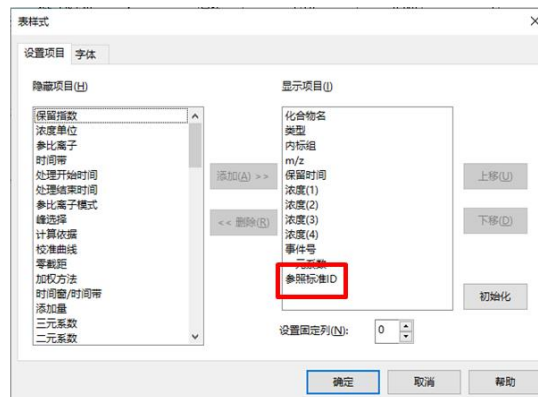 表样式
设置项目 字体
隐藏项目(H)
保留指数
浓度单位
参比离子
时间带
处理开始时间
处理结束时间
参比离子模式
峰选择
计算依据
校准曲线
零截距
加权方法
时间窗/时间带
添加量
三元系数
二元系数
添加(A) >>
<< 删除(R)
显示项目(I)
化合物名
类型
内标组
m/z
保留时间
浓度(1)
浓度(2)
浓度(3)
浓度(4)
事件号
元系数
参照标准ID
上移(U)
下移(D)
初始化
设置固定列(N): 0
确定 取消 帮助